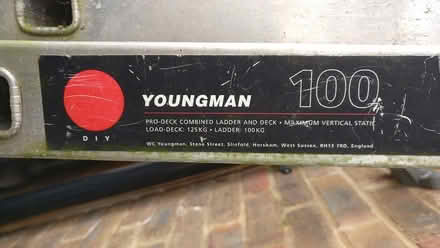 YOUNGMAN 100
PRO-DECK COMBINED LADDER AND DECK • MAXIMUM VERTICAL STATIC
LOAD-DECK: 125KG • LADDER: 100KG
DIY
WC Youngman, Stane Street, Slinfold, Horsham, West Sussex, RH13 7RD, England